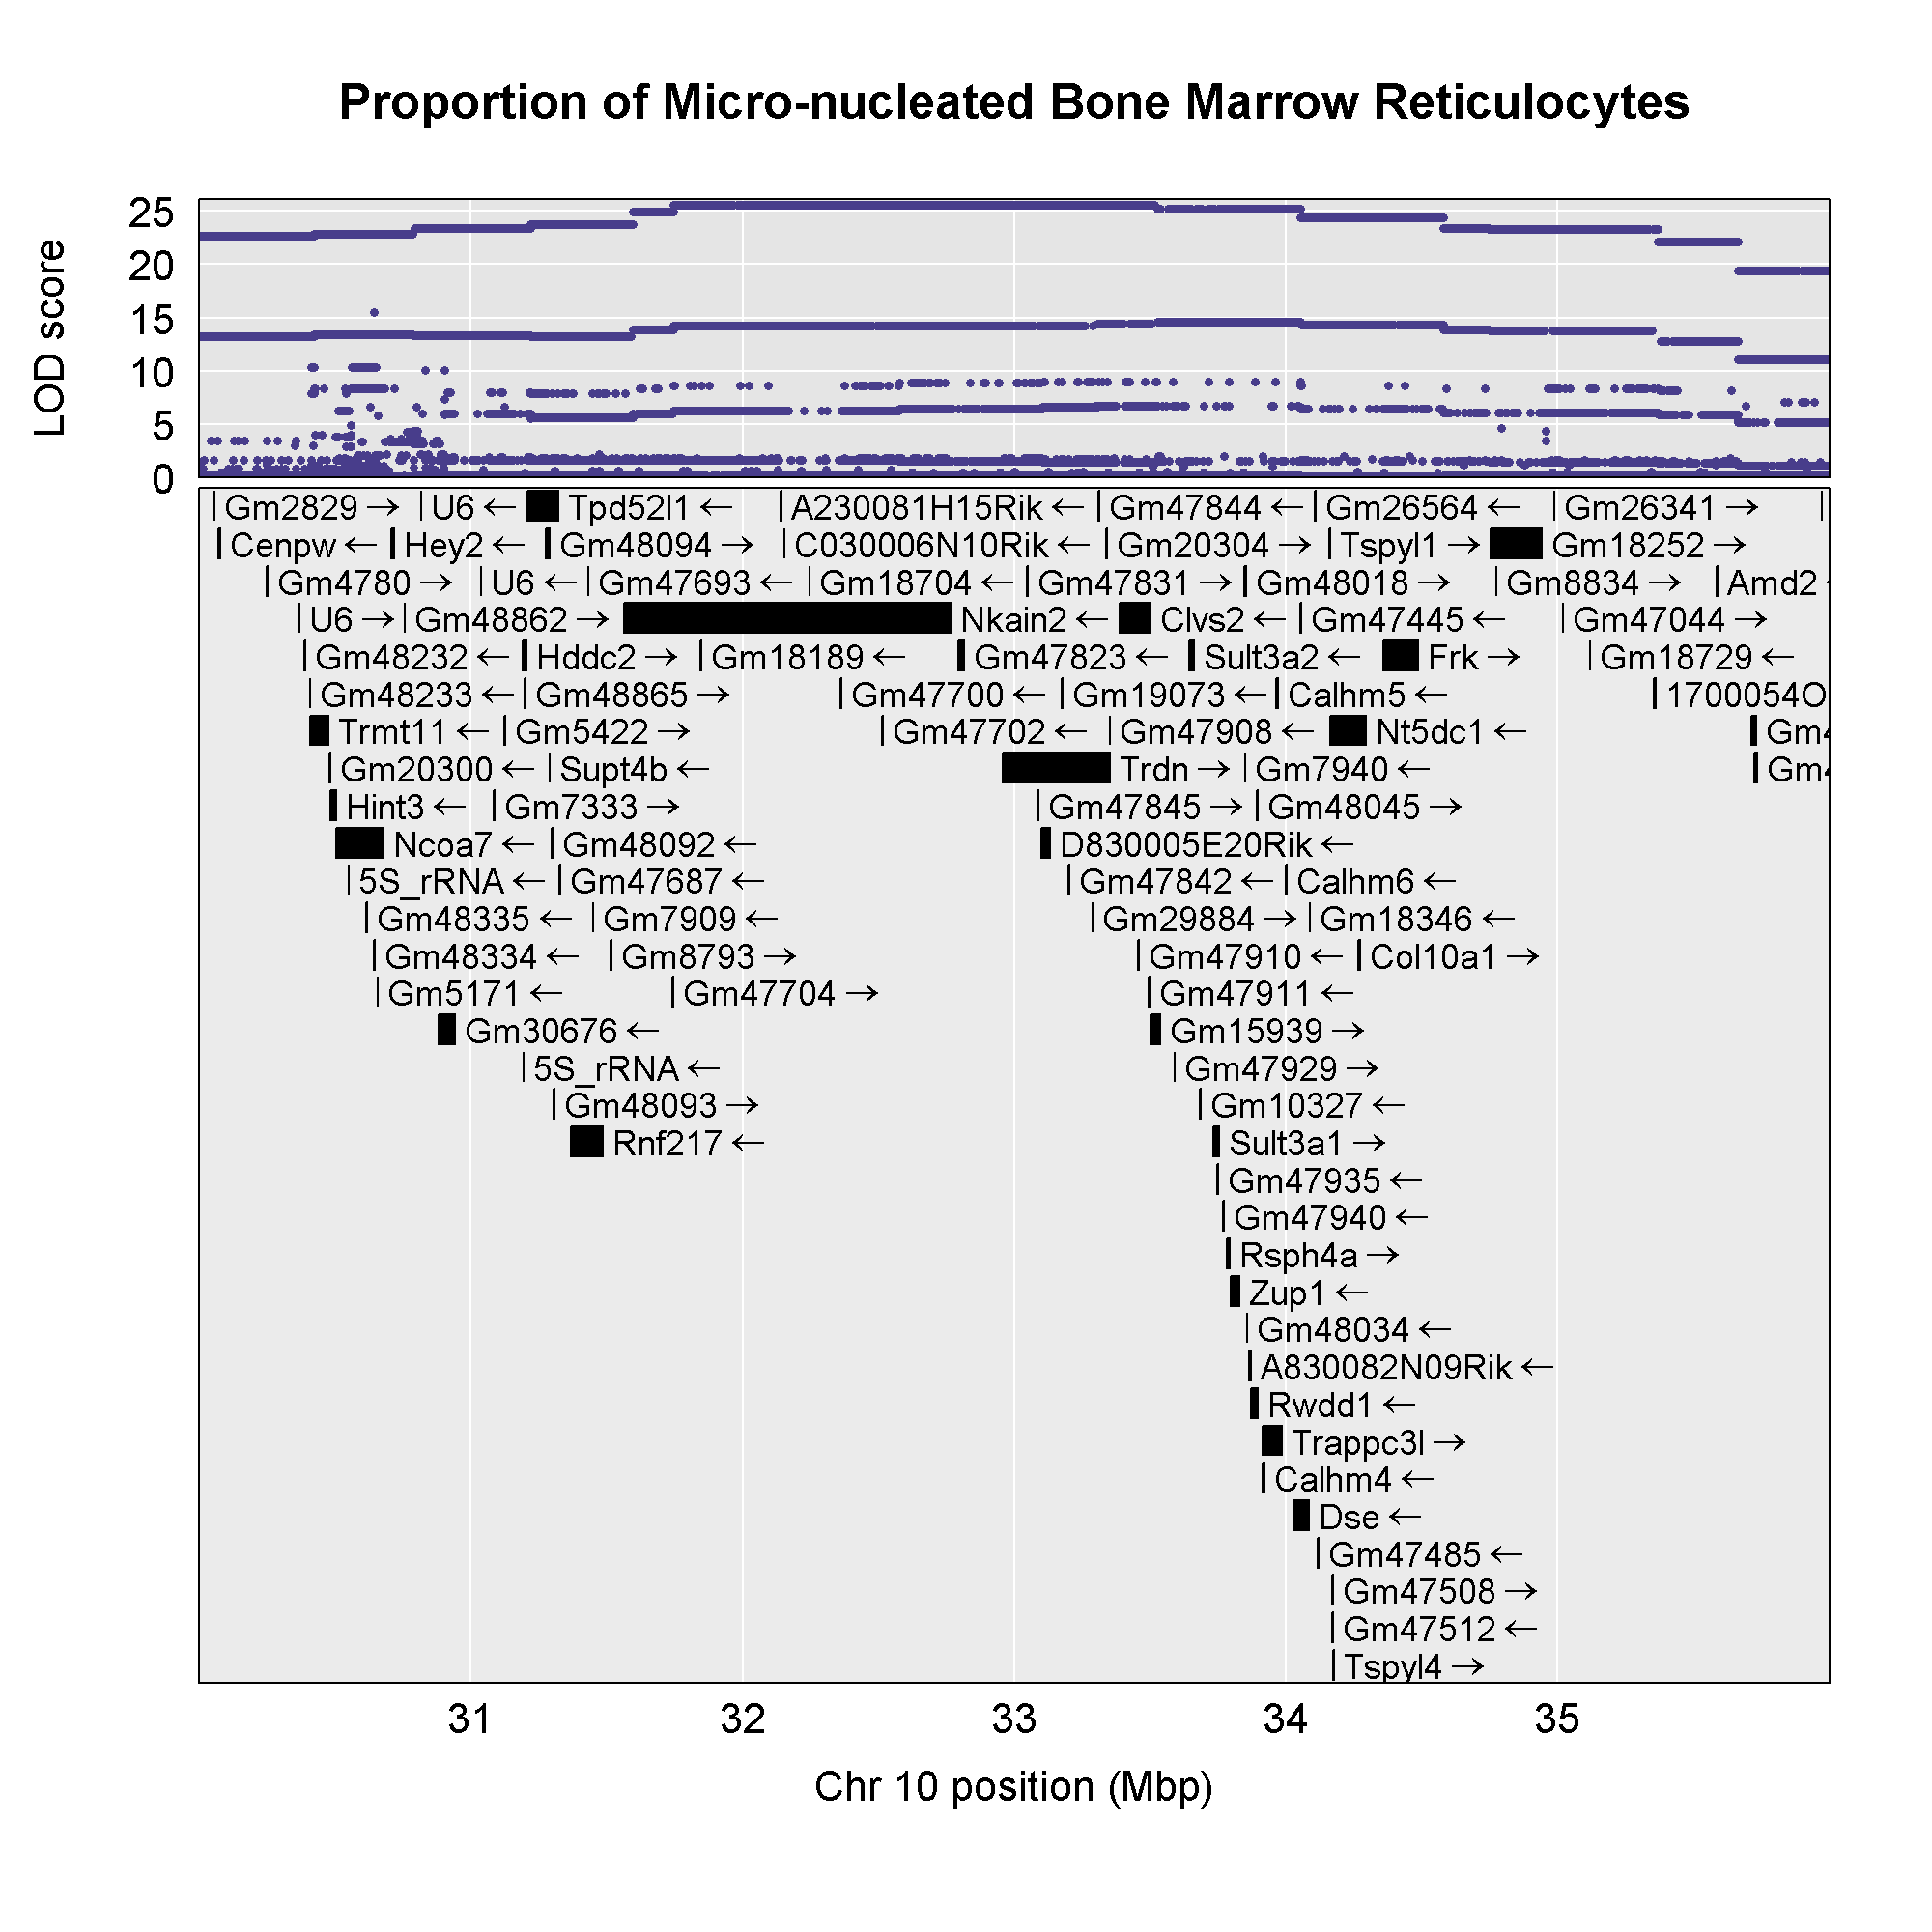 Proportion of Micro-nucleated Bone Marrow Reticulocytes
LOD score
25
20
15
10
5
0
Gm2829 → U6 ← Tpd52l1 ← A230081H15Rik ← Gm47844 ← Gm26564 ← Gm26341 →
Cenpw ← Hey2 ← Gm48094 → C030006N10Rik ← Gm20304 → Tspyl1 → Gm18252 →
Gm4780 → U6 ← Gm47693 ← Gm18704 ← Gm47831 → Gm48018 → Gm8834 → Amd2
U6 → Gm48862 → Nkain2 ← Clvs2 ← Gm47445 ← Gm47044 →
Gm48232 ← Hddc2 → Gm18189 ← Gm47823 ← Sult3a2 ← Frk → Gm18729 ←
Gm48233 ← Gm48865 → Gm47700 ← Gm19073 ← Calhm5 ← 1700054O
Trmt11 ← Gm5422 → Gm47702 ← Gm47908 ← Nt5dc1 ← Gm4
Gm20300 ← Supt4b ← Trdn → Gm7940 ← Gm4
Hint3 ← Gm7333 → Gm47845 → Gm48045 →
Ncoa7 ← Gm48092 ← D830005E20Rik ←
5S_rRNA ← Gm47687 ← Gm47842 ← Calhm6 ←
Gm48335 ← Gm7909 ← Gm29884 → Gm18346 ←
Gm48334 ← Gm8793 → Gm47910 ← Col10a1 →
Gm5171 ← Gm47704 → Gm47911 ←
Gm30676 ← Gm15939 →
5S_rRNA ← Gm47929 →
Gm48093 → Gm10327 ←
Rnf217 ← Sult3a1 →
Gm47935 ←
Gm47940 ←
Rsph4a →
Zup1 ←
Gm48034 ←
A830082N09Rik ←
Rwdd1 ←
Trappc3l →
Calhm4 ←
Dse ←
Gm47485 ←
Gm47508 →
Gm47512 ←
Tspyl4 →
31 32 33 34 35
Chr 10 position (Mbp)